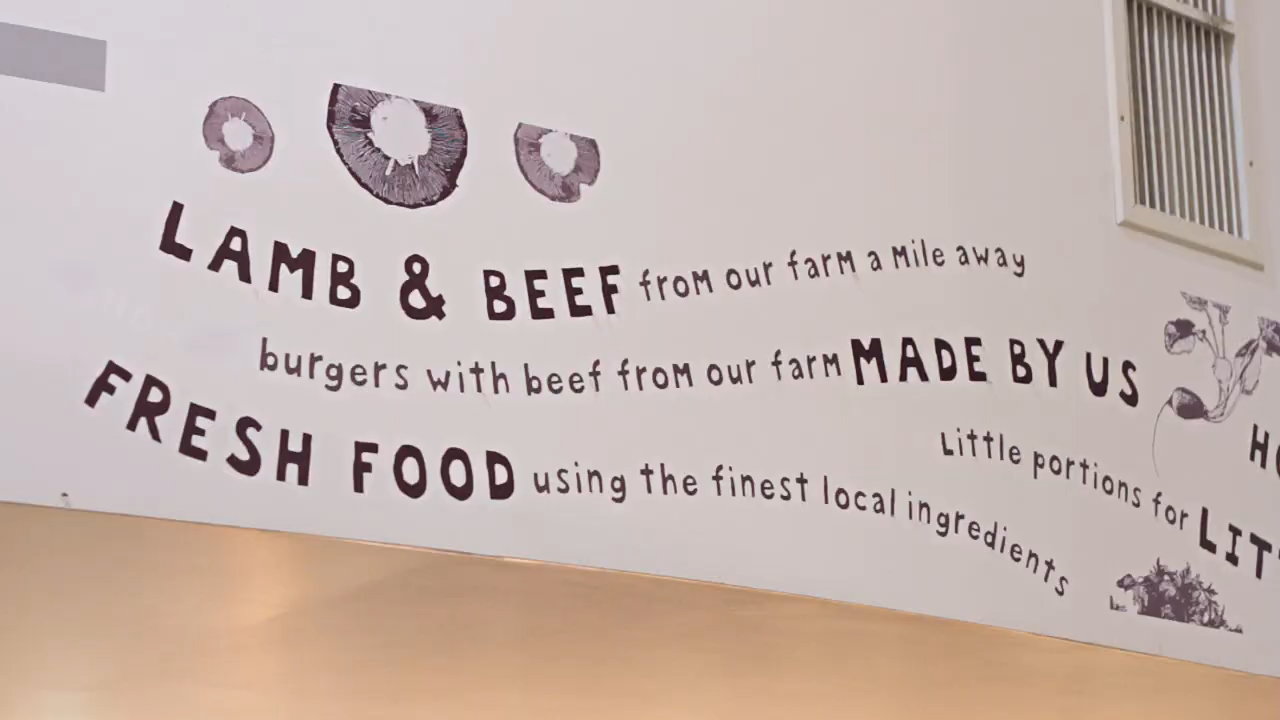 LAMB & BEEF from our farm a mile away
burgers with beef from our farm MADE BY US
FRESH FOOD using the finest local ingredients
Little portions for